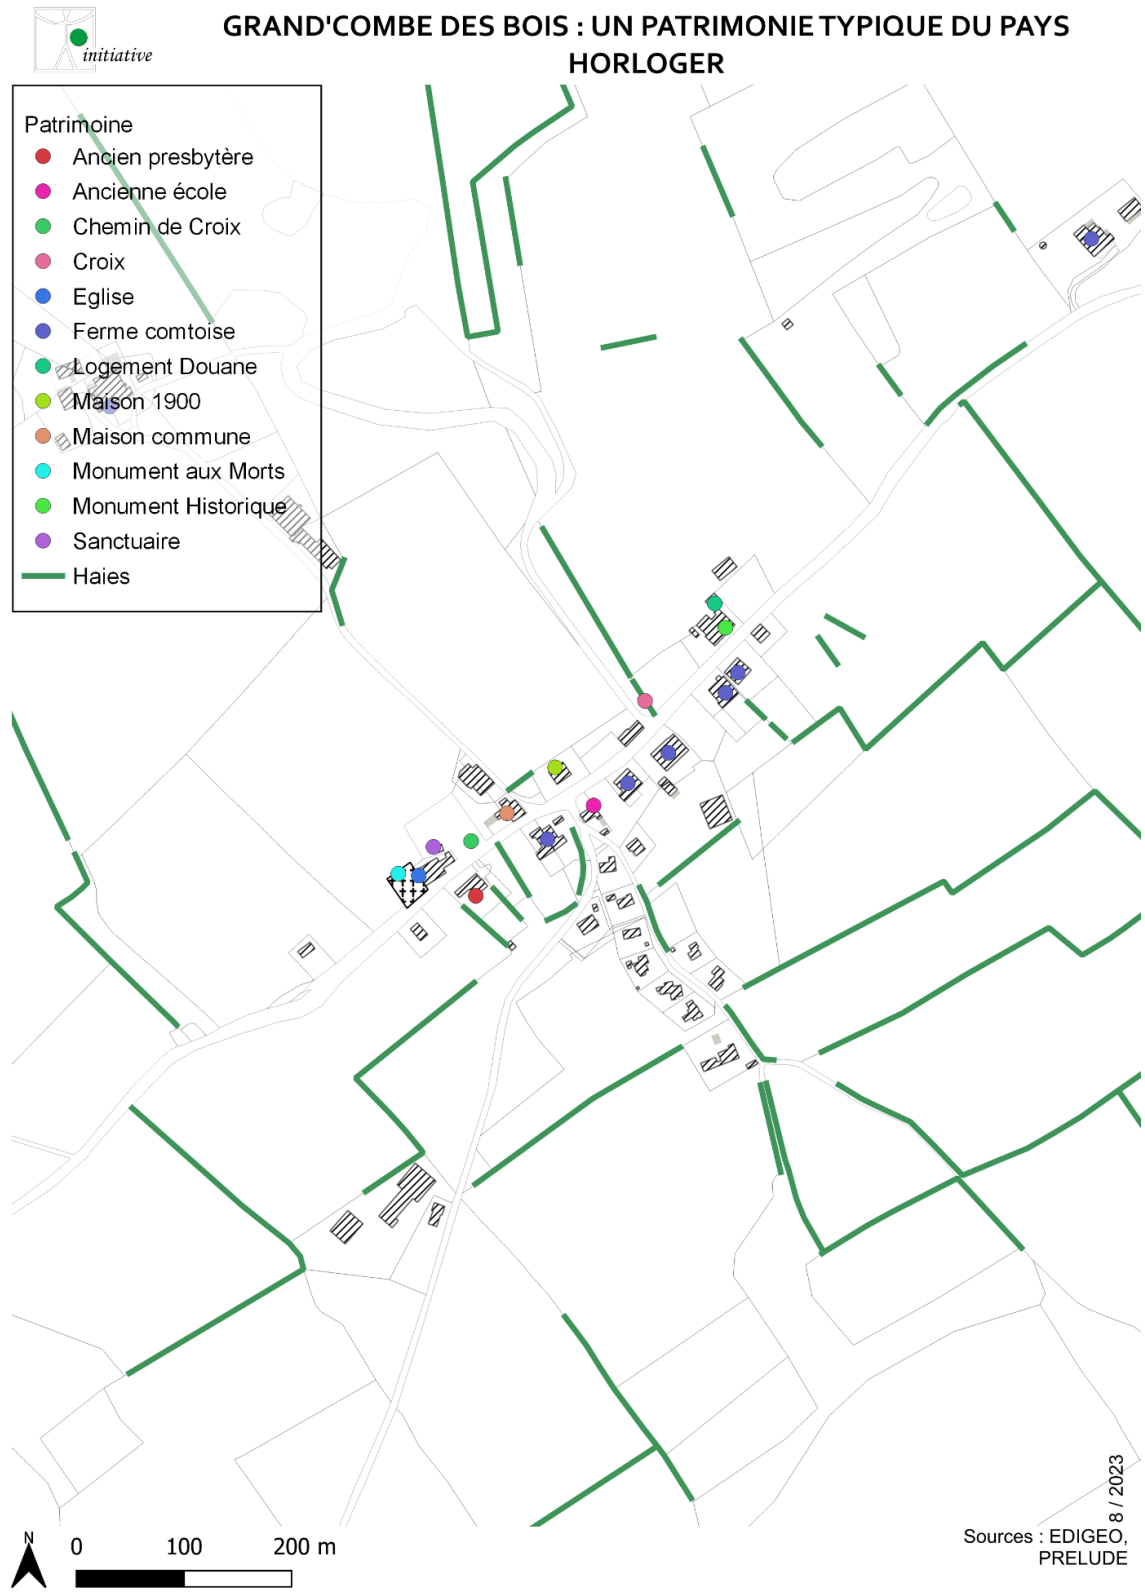 GRAND'COMBE DES BOIS : UN PATRIMONIE TYPIQUE DU PAYS
HORLOGER
initiative
Patrimoine
Ancien presbytère
Ancienne école
Chemin de Croix
Croix
Eglise
Ferme comtoise
Logement Douane
Maison 1900
Maison commune
Monument aux Morts
Monument Historique
Sanctuaire
Haies
N
0 100 200 m
8 / 2023
Sources : EDIGEO,
PRELUDE